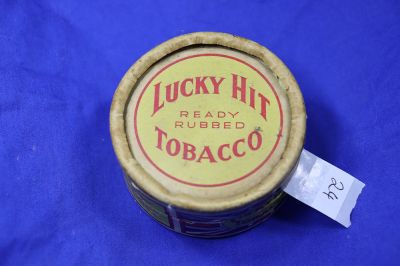 LUCKY HIT
READY
RUBBED
TOBACCO
24